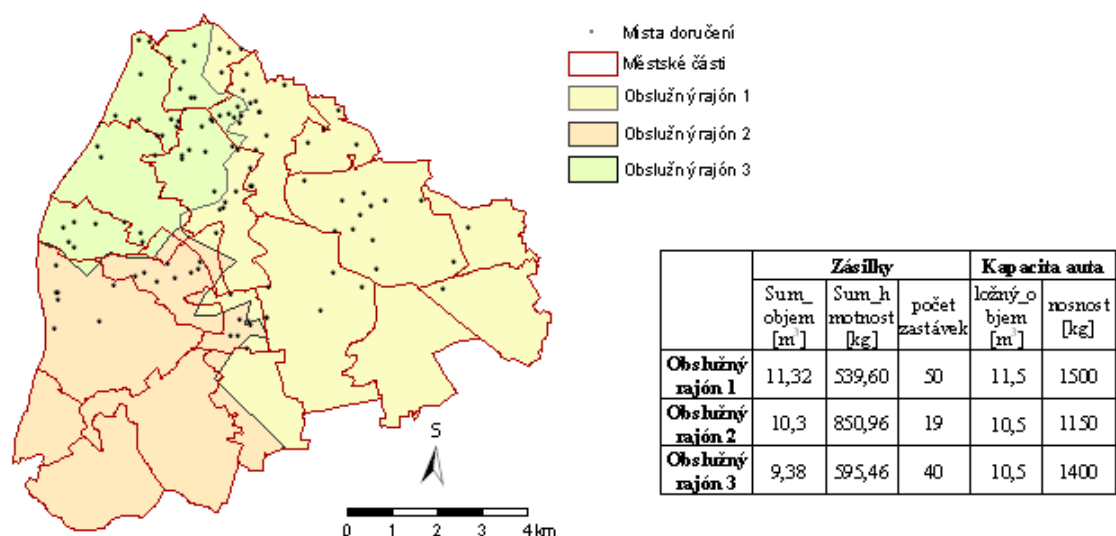 Místa doručení
Městské části
Obslužný rajón 1
Obslužný rajón 2
Obslužný rajón 3
S
0 1 2 3 4 km
Zásilky Kapacita auta
Sum_
objem
[m³]
Sum_h
motnost
[kg]
počet
zastávek
ložný_o
bjem
[m³]
nosnost
[kg]
Obslužný
rajón 1
11,32 539,60 50 11,5 1500
Obslužný
rajón 2
10,3 850,96 19 10,5 1150
Obslužný
rajón 3
9,38 595,46 40 10,5 1400